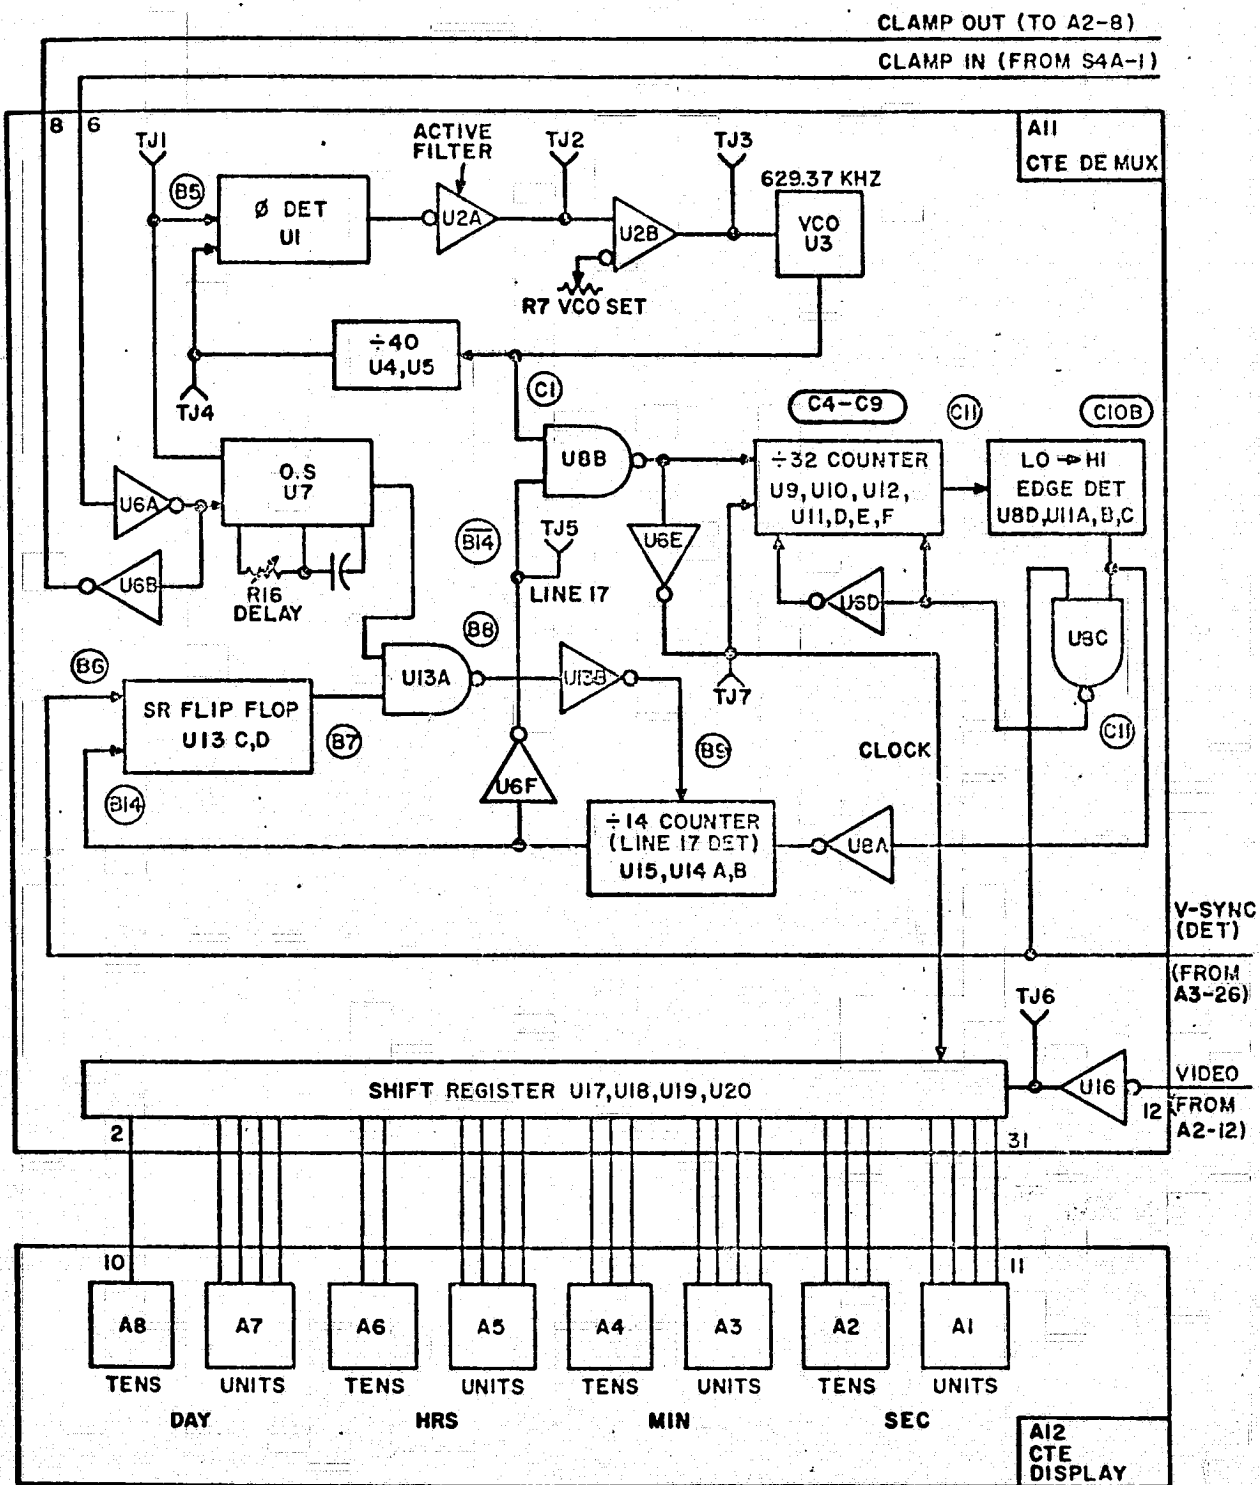 CLAMP OUT (TO A2-8)
CLAMP IN (FROM S4A-1)
8 6
A11
CTE DE MUX
TJ1
ACTIVE
FILTER
TJ2
TJ3
629.37 KHZ
B5
Ø DET
U1
U2A
U2B
VCO
U3
R7 VCO SET
÷40
U4,U5
TJ4
C1
C4-C9
C11
C10B
U6A
O.S
U7
U8B
÷32 COUNTER
U9,U10,U12,
U11,D,E,F
LO → HI
EDGE DET
U8D,U11A,B,C
U6B
R16
DELAY
B14
TJ5
LINE 17
U6E
U6D
U8C
B6
B8
U13A
U13B
TJ7
SR FLIP FLOP
U13 C,D
B7
B9
CLOCK
C11
B14
U6F
÷14 COUNTER
(LINE 17 DET)
U15,U14 A,B
U8A
V-SYNC
(DET)
(FROM
A3-26)
TJ6
SHIFT REGISTER U17,U18,U19,U20
U16
VIDEO
12
(FROM
A2-12)
2
31
10
11
A8 A7 A6 A5 A4 A3 A2 A1
TENS UNITS TENS UNITS TENS UNITS TENS UNITS
DAY HRS MIN SEC
A12
CTE
DISPLAY